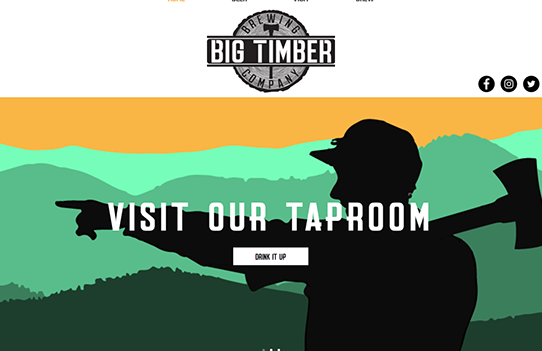 BREWING
BIG TIMBER
COMPANY
VISIT OUR TAPROOM
DRINK IT UP